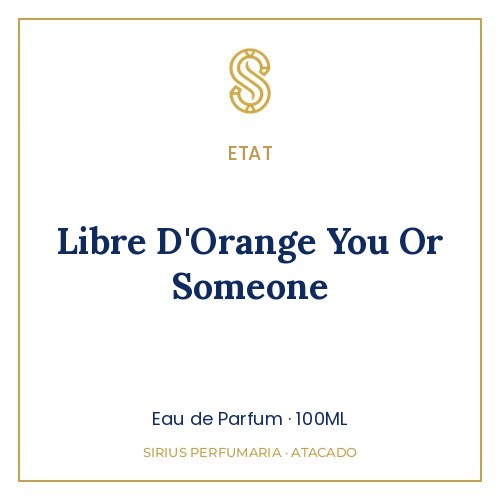 ETAT
Libre D'Orange You Or
Someone
Eau de Parfum · 100ML
SIRIUS PERFUMARIA · ATACADO